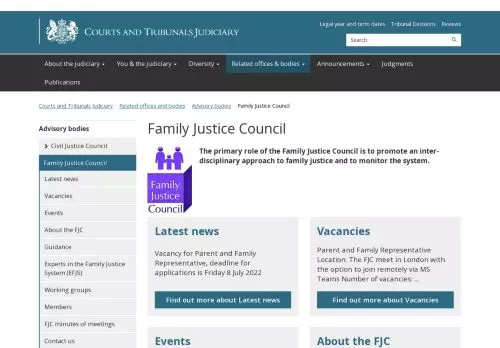 Legal year and term dates Tribunal Decisions Reviews
COURTS AND TRIBUNALS JUDICIARY
Search
About the judiciary You & the judiciary Diversity Related offices & bodies Announcements Judgments
Publications
Courts and Tribunals Judiciary Related offices and bodies Advisory bodies Family Justice Council
Advisory bodies
Civil Justice Council
Family Justice Council
Latest news
Vacancies
Events
About the FJC
Guidance
Experts in the Family Justice
System (EFJS)
Working groups
Members
FJC minutes of meetings
Contact us
Family Justice Council
Family
Justice
Council
The primary role of the Family Justice Council is to promote an inter-
disciplinary approach to family justice and to monitor the system.
Latest news
Vacancy for Parent and Family
Representative, deadline for
applications is Friday 8 July 2022
Find out more about Latest news
Vacancies
Parent and Family Representative
Location: The FJC meet in London with
the option to join remotely via MS
Teams Number of vacancies: ...
Find out more about Vacancies
Events
About the FJC